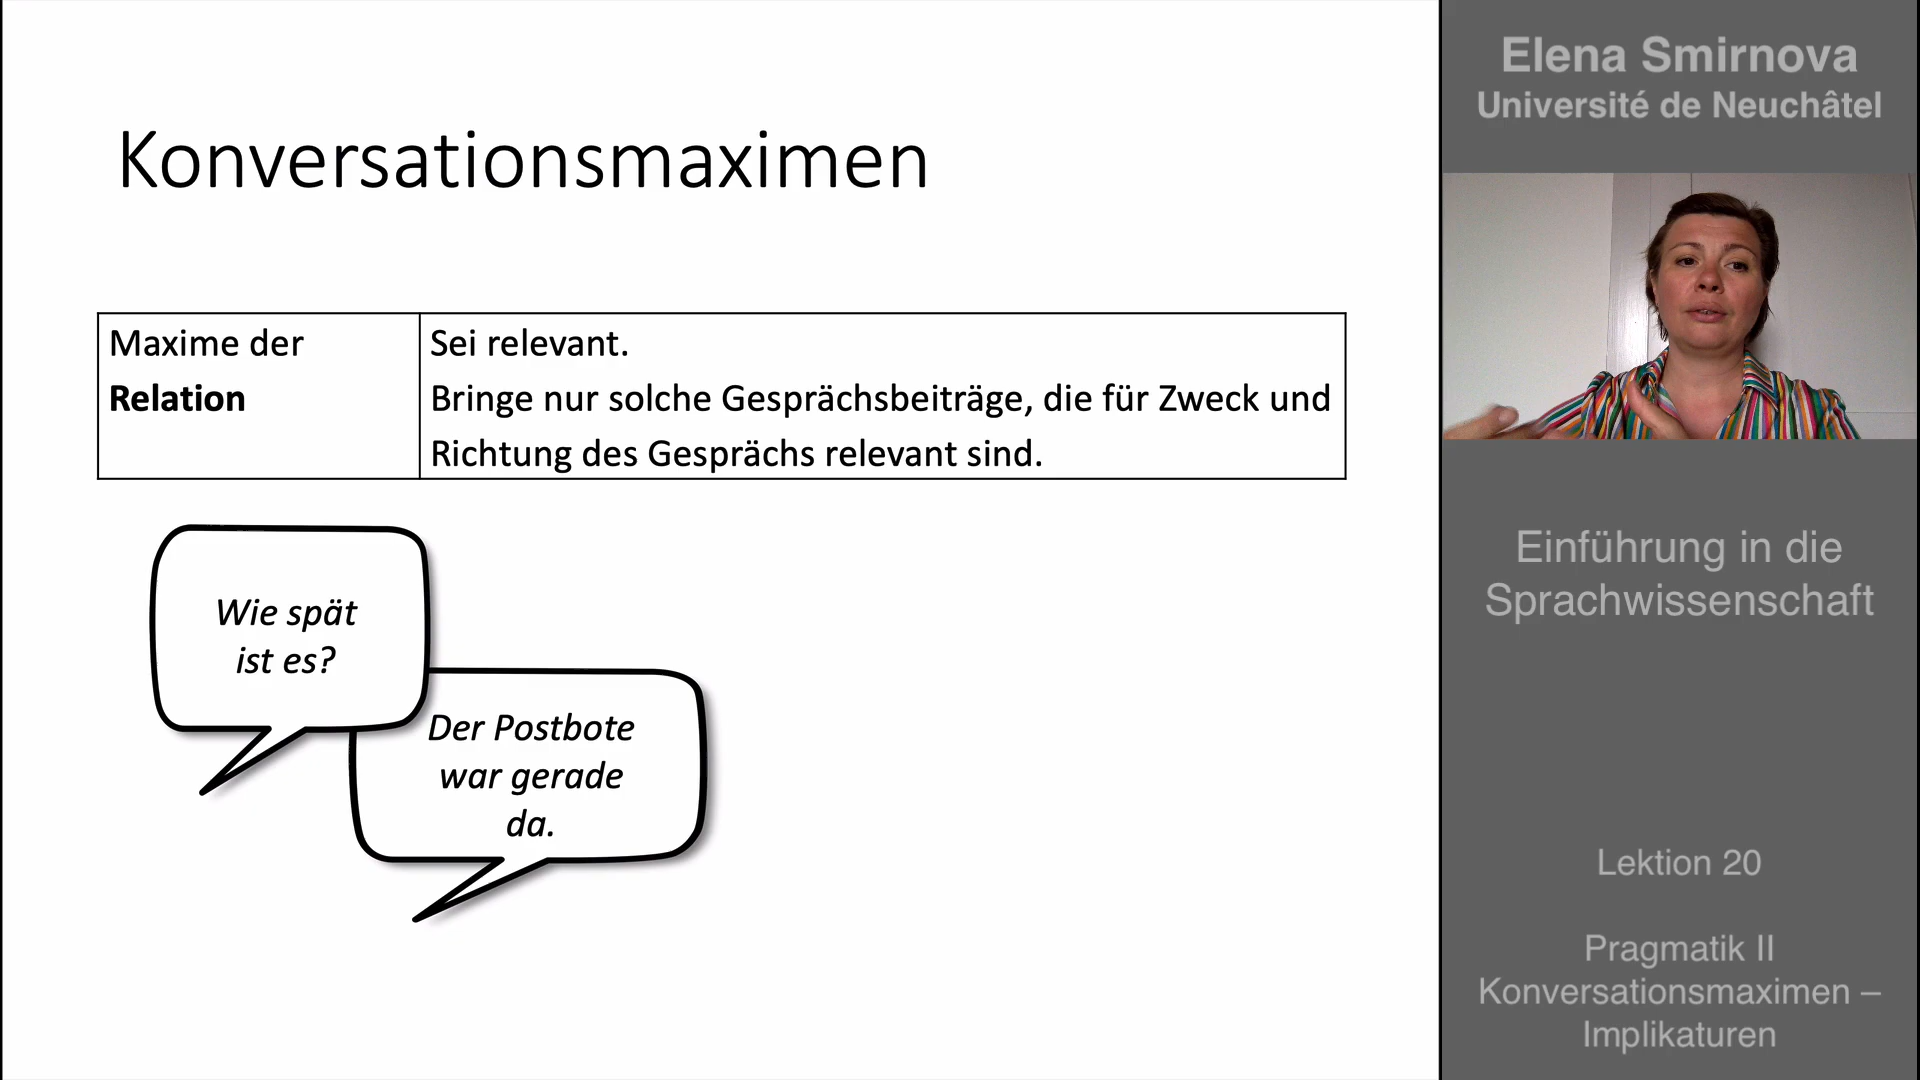 Konversationsmaximen
Maxime der
Relation
Sei relevant.
Bringe nur solche Gesprächsbeiträge, die für Zweck und
Richtung des Gesprächs relevant sind.
Wie spät
ist es?
Der Postbote
war gerade
da.
Elena Smirnova
Université de Neuchâtel
Einführung in die
Sprachwissenschaft
Lektion 20
Pragmatik II
Konversationsmaximen –
Implikaturen